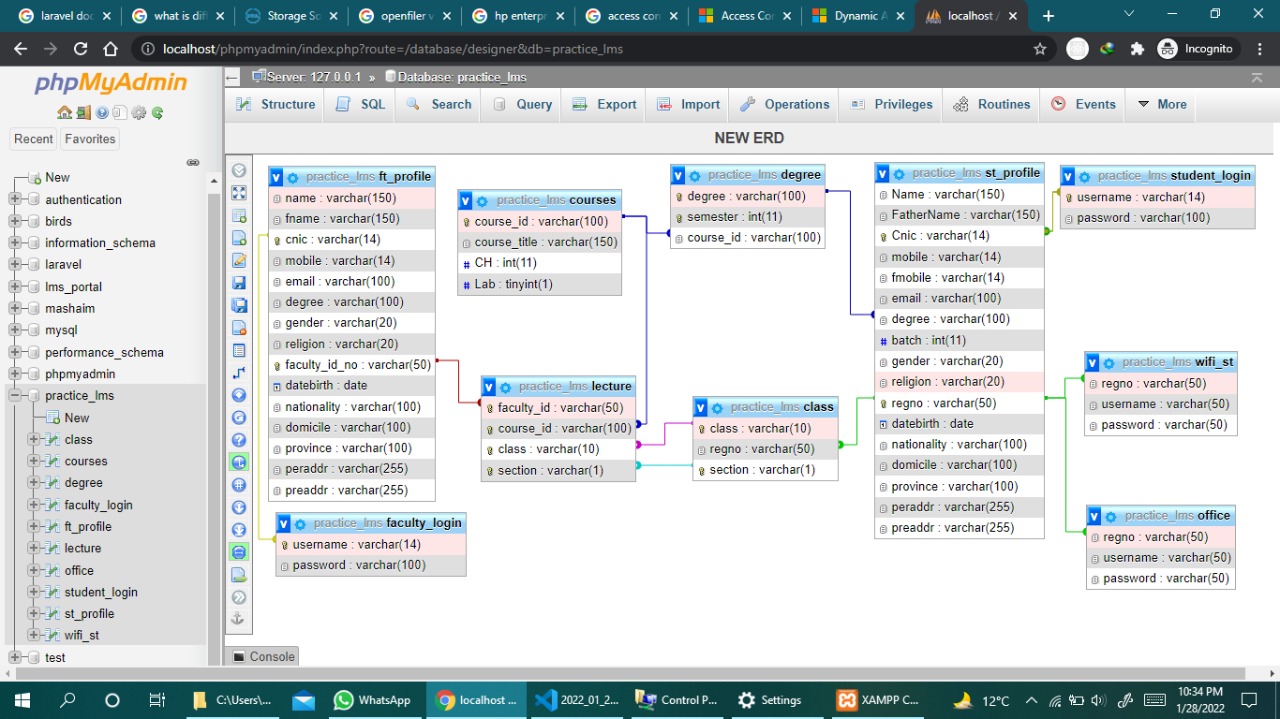 laravel doc
what is diff
Storage So
openfiler v
hp enterpr
access con
Access Con
Dynamic A
localhost /
localhost/phpmyadmin/index.php?route=/database/designer&db=practice_lms
Incognito
phpMyAdmin
Recent
Favorites
New
authentication
birds
information_schema
laravel
lms_portal
mashaim
mysql
performance_schema
phpmyadmin
practice_lms
New
class
courses
degree
faculty_login
ft_profile
lecture
office
student_login
st_profile
wifi_st
test
Server: 127.0.0.1 » Database: practice_lms
Structure
SQL
Search
Query
Export
Import
Operations
Privileges
Routines
Events
More
NEW ERD
practice_lms ft_profile
name : varchar(150)
fname : varchar(150)
cnic : varchar(14)
mobile : varchar(14)
email : varchar(100)
degree : varchar(100)
gender : varchar(20)
religion : varchar(20)
faculty_id_no : varchar(50)
datebirth : date
nationality : varchar(100)
domicile : varchar(100)
province : varchar(100)
peraddr : varchar(255)
preaddr : varchar(255)
practice_lms faculty_login
username : varchar(14)
password : varchar(100)
practice_lms courses
course_id : varchar(100)
course_title : varchar(150)
# CH : int(11)
# Lab : tinyint(1)
practice_lms lecture
faculty_id : varchar(50)
course_id : varchar(100)
class : varchar(10)
section : varchar(1)
practice_lms degree
degree : varchar(100)
semester : int(11)
course_id : varchar(100)
practice_lms class
class : varchar(10)
regno : varchar(50)
section : varchar(1)
practice_lms st_profile
Name : varchar(150)
FatherName : varchar(150)
Cnic : varchar(14)
mobile : varchar(14)
fmobile : varchar(14)
email : varchar(100)
degree : varchar(100)
# batch : int(11)
gender : varchar(20)
religion : varchar(20)
regno : varchar(50)
datebirth : date
nationality : varchar(100)
domicile : varchar(100)
province : varchar(100)
peraddr : varchar(255)
preaddr : varchar(255)
practice_lms student_login
username : varchar(14)
password : varchar(100)
practice_lms wifi_st
regno : varchar(50)
username : varchar(50)
password : varchar(50)
practice_lms office
regno : varchar(50)
username : varchar(50)
password : varchar(50)
Console
C:\Users\...
WhatsApp
localhost ...
2022_01_2...
Control P...
Settings
XAMPP C...
12°C
10:34 PM
1/28/2022